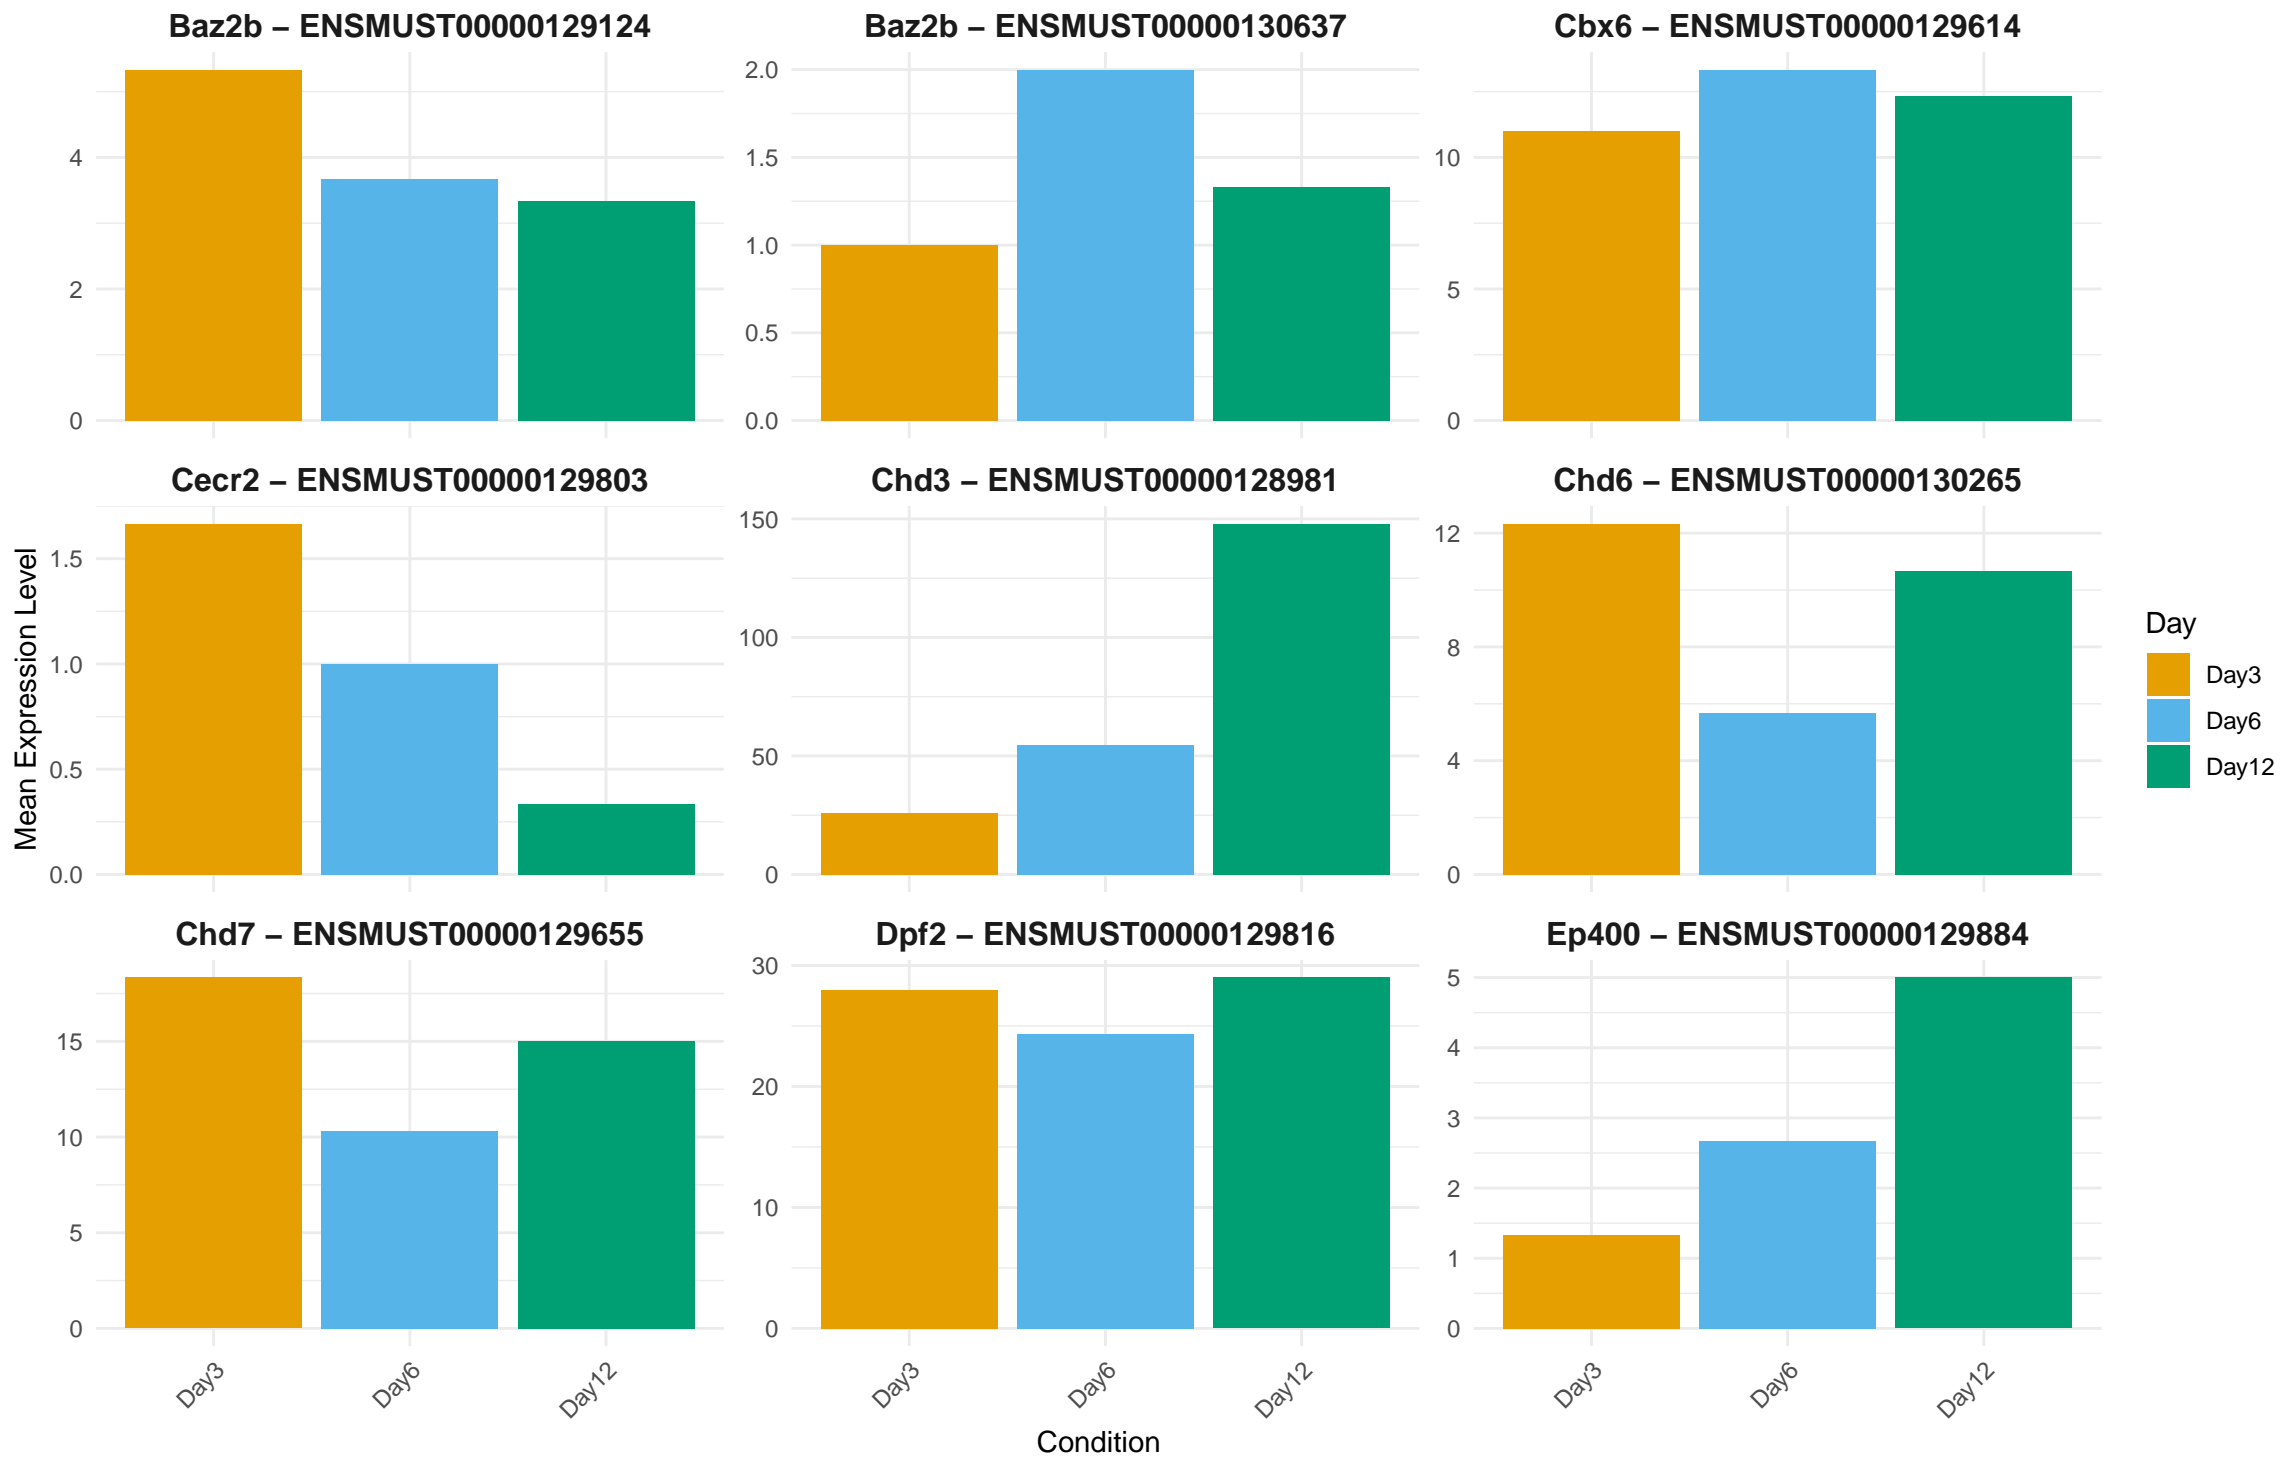 Baz2b – ENSMUST00000129124
Baz2b – ENSMUST00000130637
Cbx6 – ENSMUST00000129614
4
2
0
2.0
1.5
1.0
0.5
0.0
10
5
0
Cecr2 – ENSMUST00000129803
Chd3 – ENSMUST00000128981
Chd6 – ENSMUST00000130265
Mean Expression Level
1.5
1.0
0.5
0.0
150
100
50
0
12
8
4
0
Day
Day3
Day6
Day12
Chd7 – ENSMUST00000129655
Dpf2 – ENSMUST00000129816
Ep400 – ENSMUST00000129884
15
10
5
0
30
20
10
0
5
4
3
2
1
0
Day3
Day6
Day12
Day3
Day6
Day12
Day3
Day6
Day12
Condition